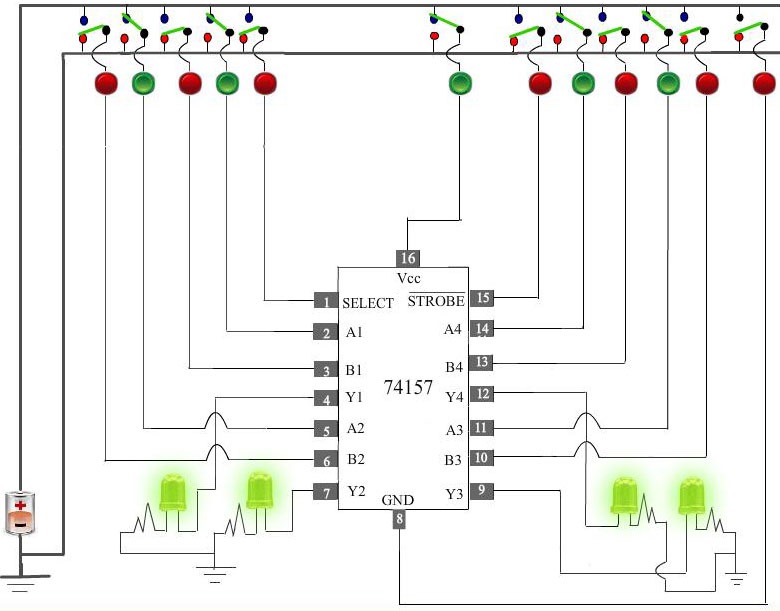 16
Vcc
1 SELECT STROBE 15
2 A1 A4 14
3 B1 B4 13
74157
4 Y1 Y4 12
5 A2 A3 11
6 B2 B3 10
7 Y2 Y3 9
GND
8